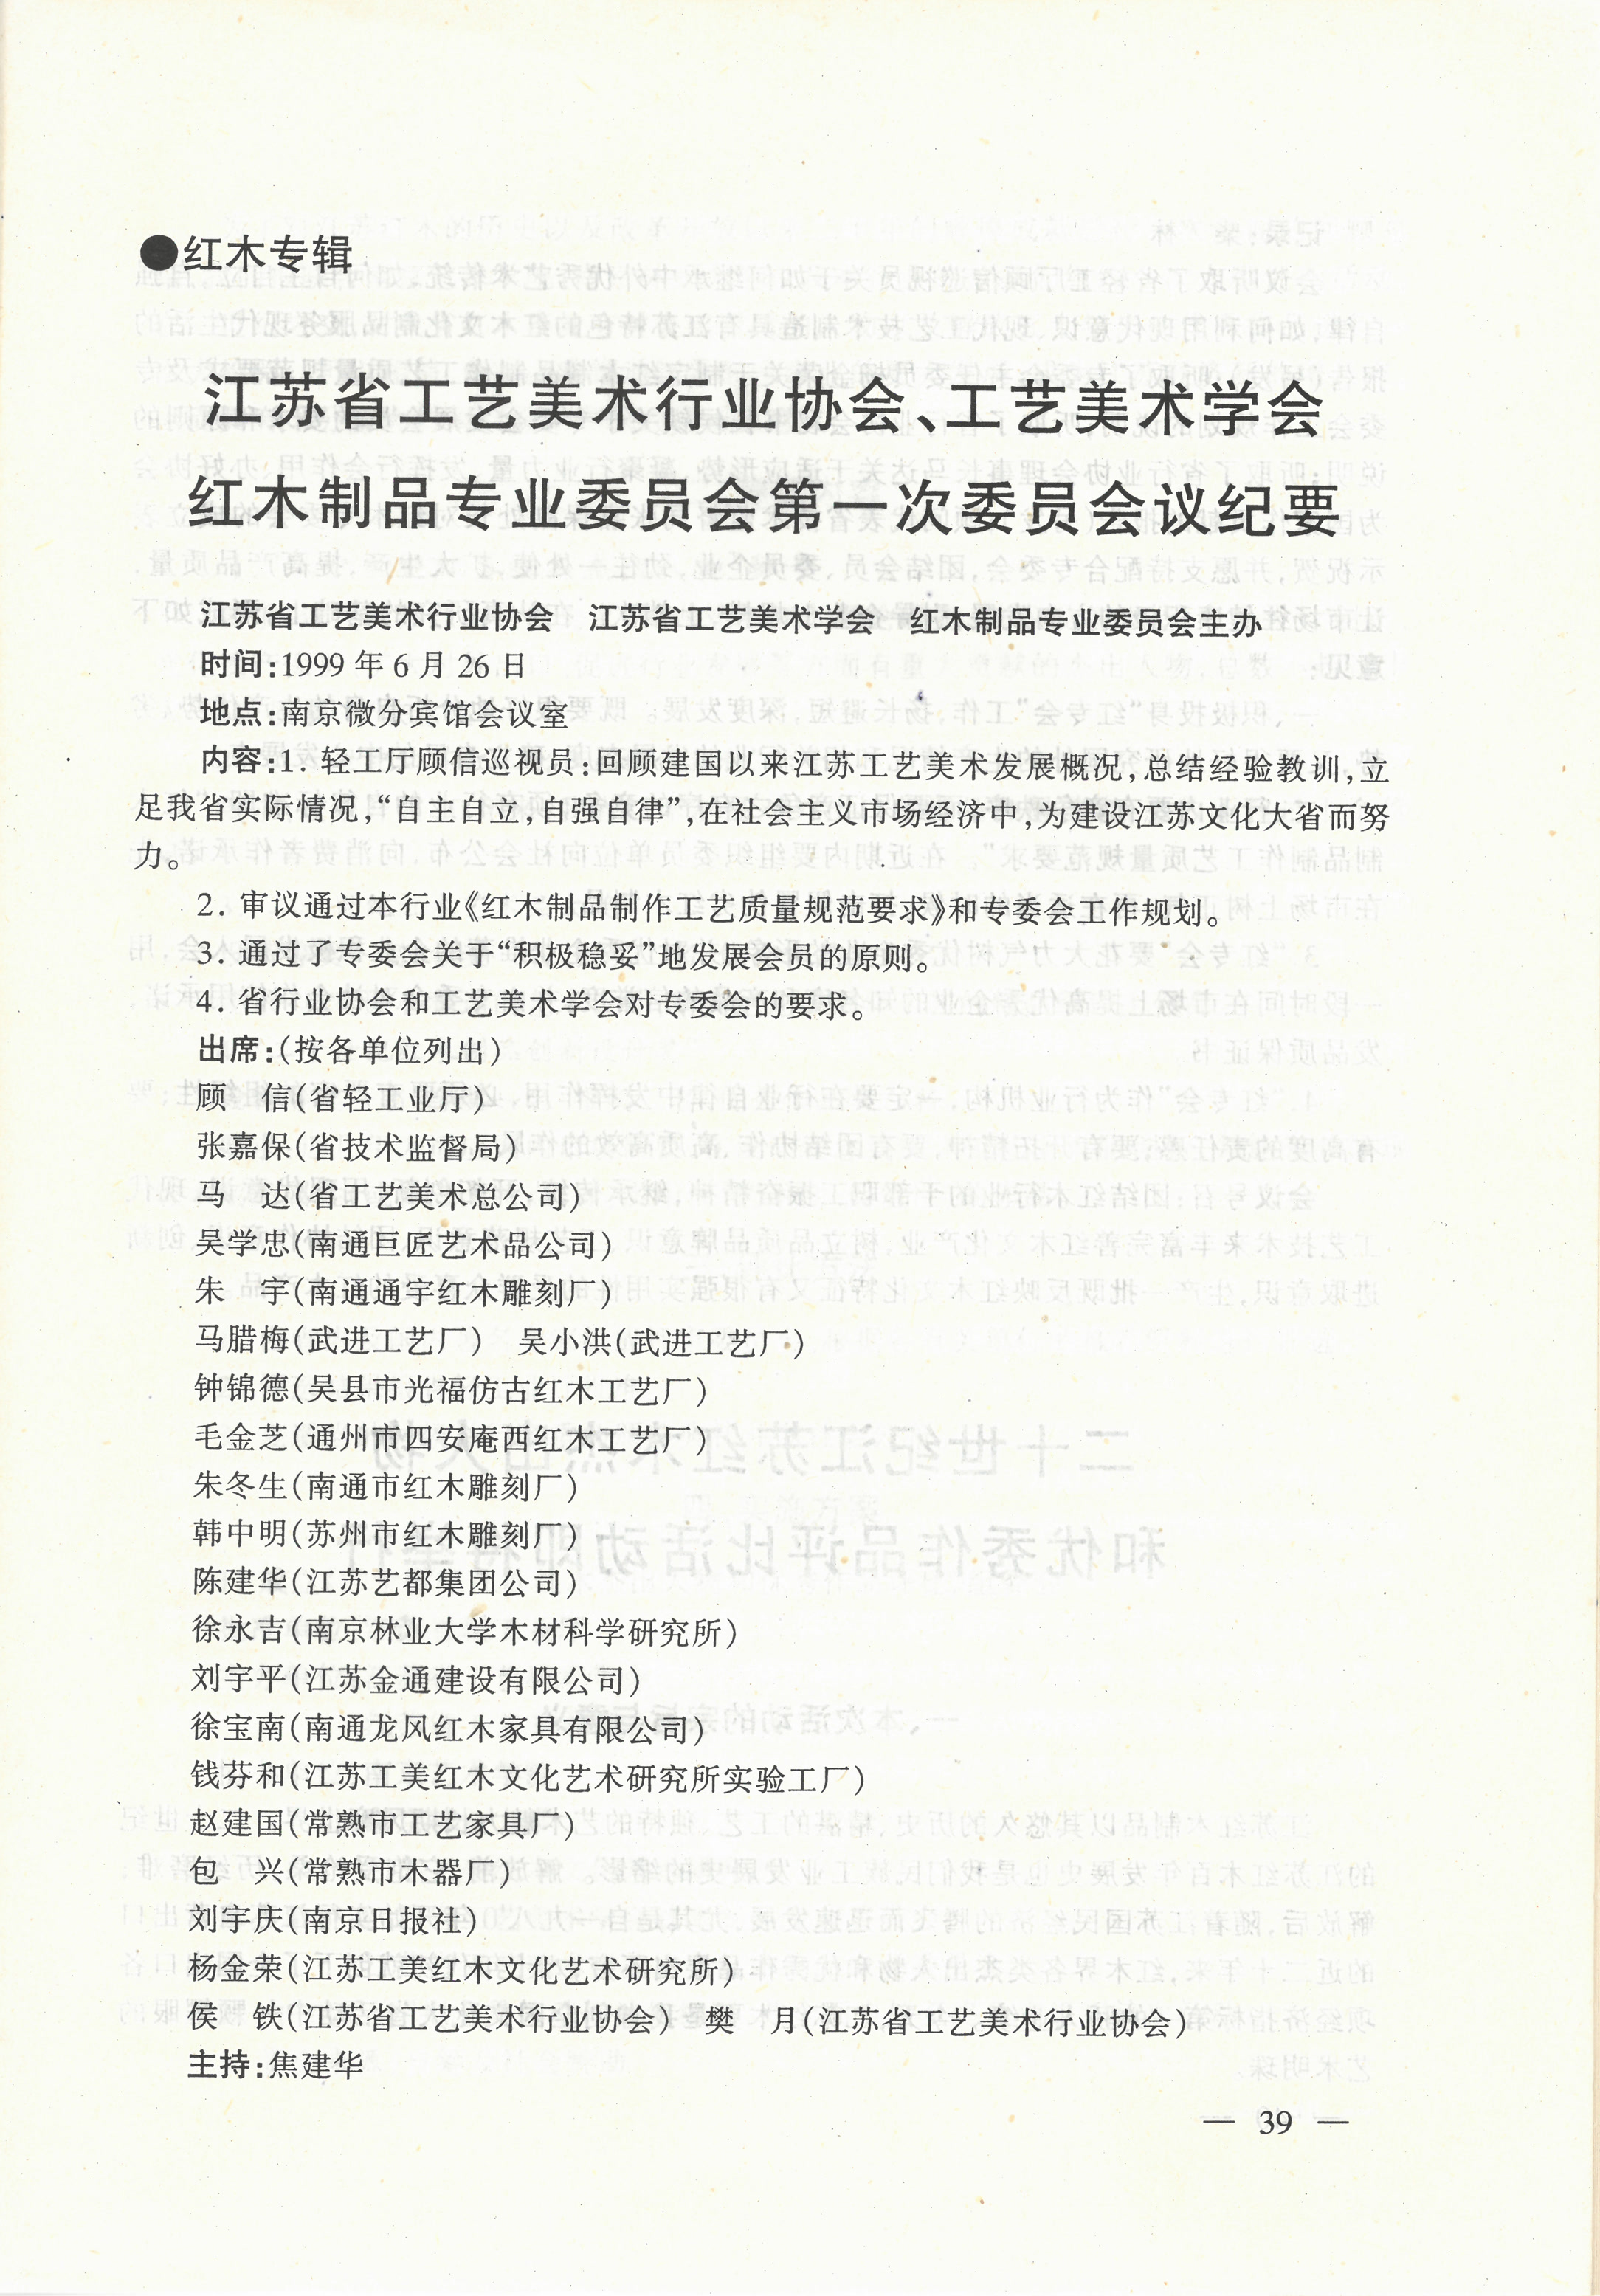 ●红木专辑
江苏省工艺美术行业协会、工艺美术学会
红木制品专业委员会第一次委员会议纪要
江苏省工艺美术行业协会　江苏省工艺美术学会　红木制品专业委员会主办
时间:1999 年 6 月 26 日
地点:南京微分宾馆会议室
内容:1. 轻工厅顾信巡视员:回顾建国以来江苏工艺美术发展概况,总结经验教训,立
足我省实际情况,“自主自立,自强自律”,在社会主义市场经济中,为建设江苏文化大省而努
力。
2. 审议通过本行业《红木制品制作工艺质量规范要求》和专委会工作规划。
3. 通过了专委会关于“积极稳妥”地发展会员的原则。
4. 省行业协会和工艺美术学会对专委会的要求。
出席:(按各单位列出)
顾　信(省轻工业厅)
张嘉保(省技术监督局)
马　达(省工艺美术总公司)
吴学忠(南通巨匠艺术品公司)
朱　宇(南通通宇红木雕刻厂)
马腊梅(武进工艺厂)　吴小洪(武进工艺厂)
钟锦德(吴县市光福仿古红木工艺厂)
毛金芝(通州市四安庵西红木工艺厂)
朱冬生(南通市红木雕刻厂)
韩中明(苏州市红木雕刻厂)
陈建华(江苏艺都集团公司)
徐永吉(南京林业大学木材科学研究所)
刘宇平(江苏金通建设有限公司)
徐宝南(南通龙风红木家具有限公司)
钱芬和(江苏工美红木文化艺术研究所实验工厂)
赵建国(常熟市工艺家具厂)
包　兴(常熟市木器厂)
刘宇庆(南京日报社)
杨金荣(江苏工美红木文化艺术研究所)
侯　铁(江苏省工艺美术行业协会)　樊　月(江苏省工艺美术行业协会)
主持:焦建华
— 39 —